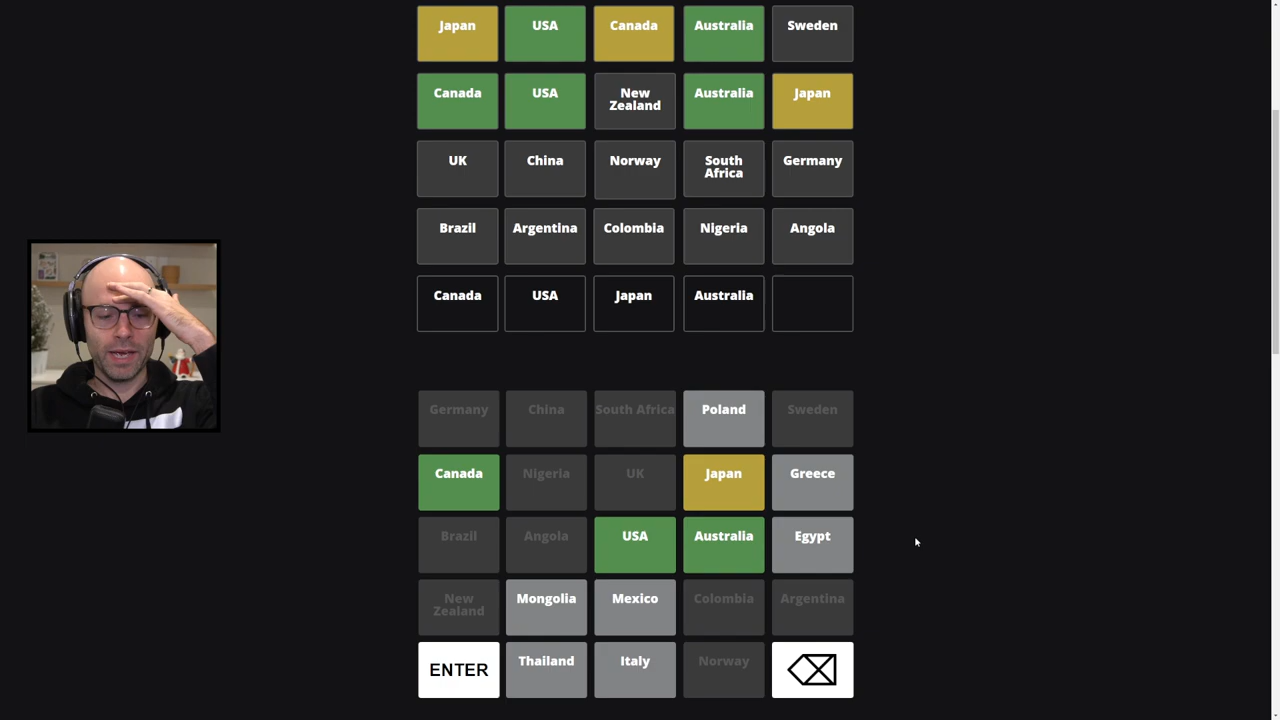 Japan USA Canada Australia Sweden
Canada USA New Zealand Australia Japan
UK China Norway South Africa Germany
Brazil Argentina Colombia Nigeria Angola
Canada USA Japan Australia
Germany China South Africa Poland Sweden
Canada Nigeria UK Japan Greece
Brazil Angola USA Australia Egypt
New Zealand Mongolia Mexico Colombia Argentina
ENTER Thailand Italy Norway